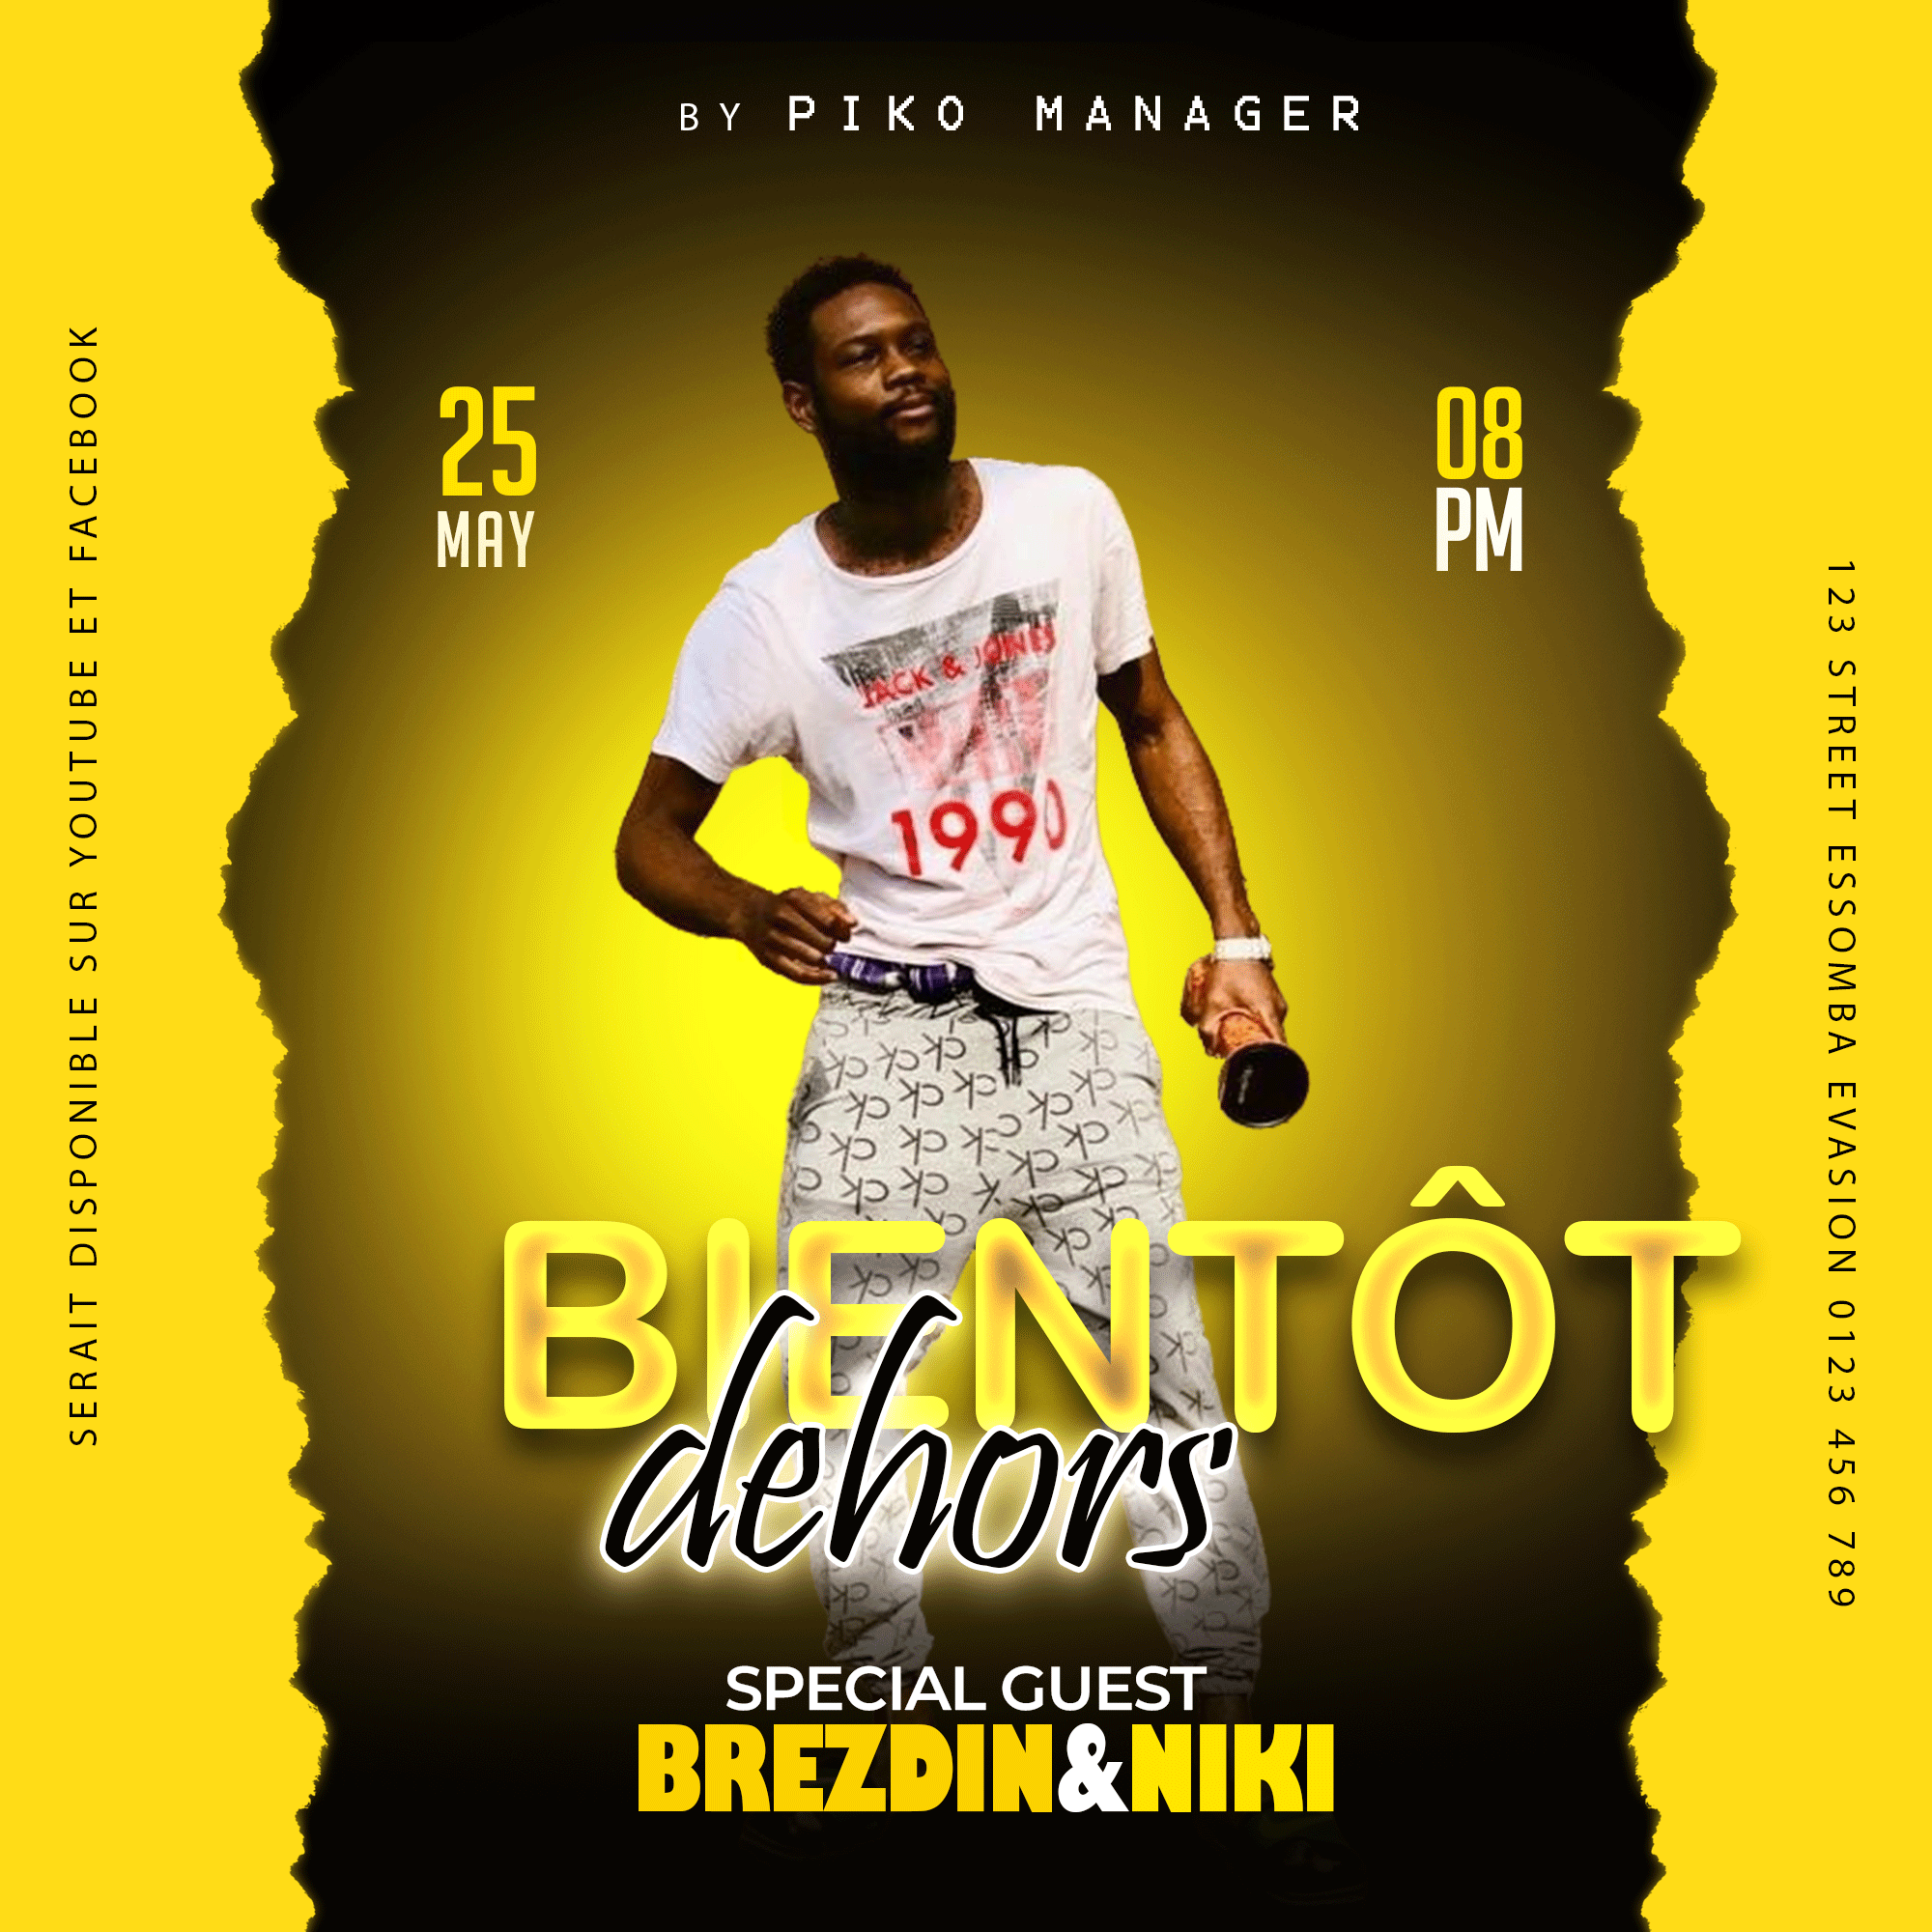 BY PIKO MANAGER
25
MAY
08
PM
SERAIT DISPONIBLE SUR YOUTUBE ET FACEBOOK
123 STREET ESSOMBA EVASION 0123 456 789
JACK & JONES
1990
BIENTÔT
dehors
SPECIAL GUEST
BREZDIN&NIKI